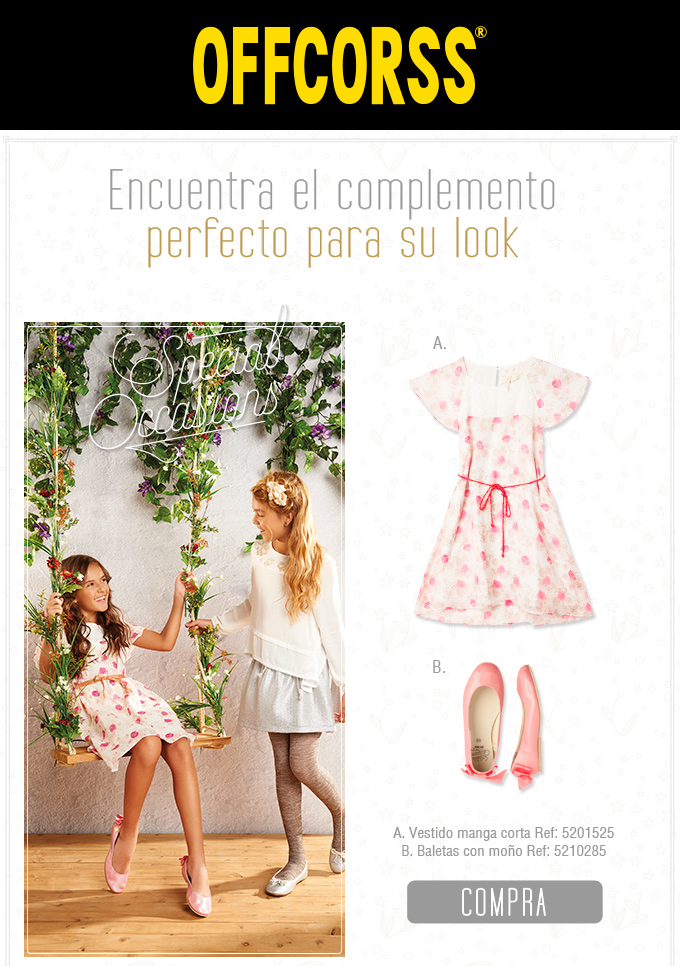 OFFCORSS®
Encuentra el complemento
perfecto para su look
Special
Occasions
A.
B.
A. Vestido manga corta Ref: 5201525
B. Baletas con moño Ref: 5210285
COMPRA